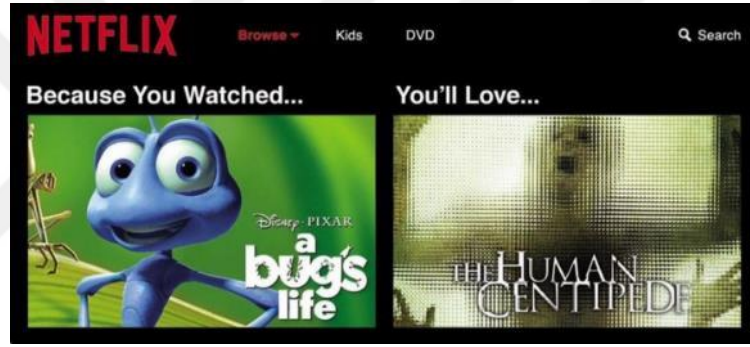 NETFLIX Browse Kids DVD Search
Because You Watched... You'll Love...
Disney · PIXAR
a
bug's
life
THE HUMAN
CENTIPEDE